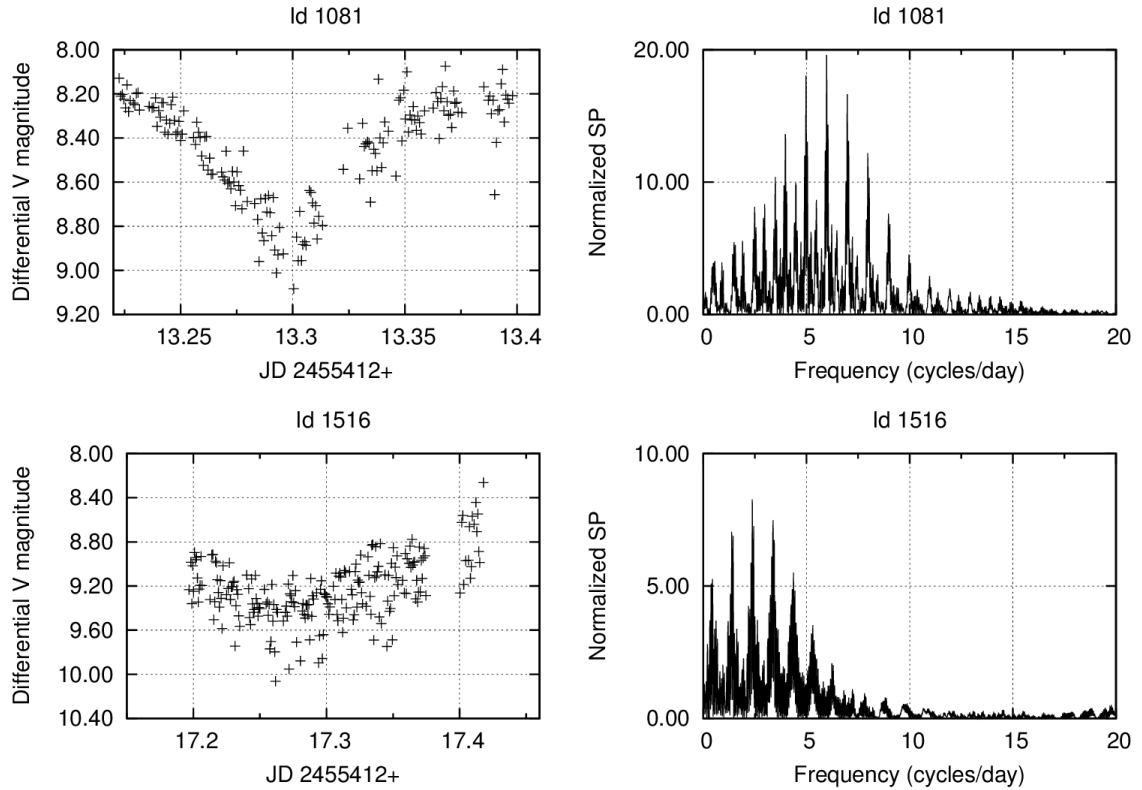 Id 1081
8.00
8.20
8.40
8.60
8.80
9.00
9.20
Differential V magnitude
13.25 13.3 13.35 13.4
JD 2455412+
Id 1081
20.00
10.00
0.00
Normalized SP
0 5 10 15 20
Frequency (cycles/day)
Id 1516
8.00
8.40
8.80
9.20
9.60
10.00
10.40
Differential V magnitude
17.2 17.3 17.4
JD 2455412+
Id 1516
10.00
5.00
0.00
Normalized SP
0 5 10 15 20
Frequency (cycles/day)